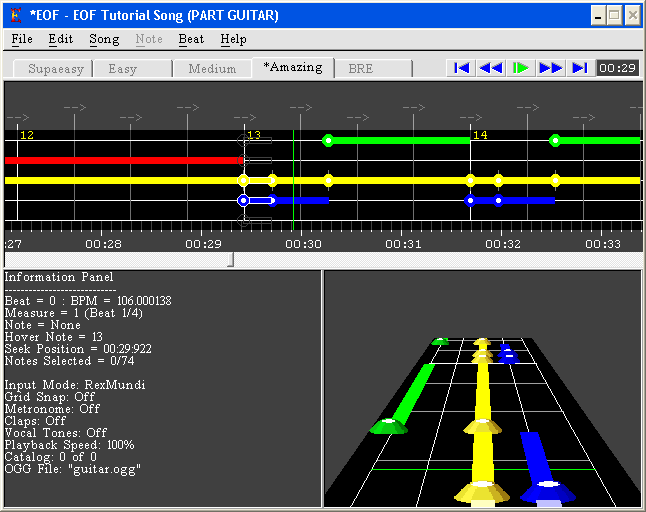 *EOF - EOF Tutorial Song (PART GUITAR)
File Edit Song Note Beat Help
Supaeasy Easy Medium *Amazing BRE 00:29
--> --> --> --> --> -->
--> --> --> --> --> --> -->
12 13 14
:27 00:28 00:29 00:30 00:31 00:32 00:33
Information Panel
----------------------------
Beat = 0 : BPM = 106.000138
Measure = 1 (Beat 1/4)
Note = None
Hover Note = 13
Seek Position = 00:29:922
Notes Selected = 0/74
Input Mode: RexMundi
Grid Snap: Off
Metronome: Off
Claps: Off
Vocal Tones: Off
Playback Speed: 100%
Catalog: 0 of 0
OGG File: "guitar.ogg"